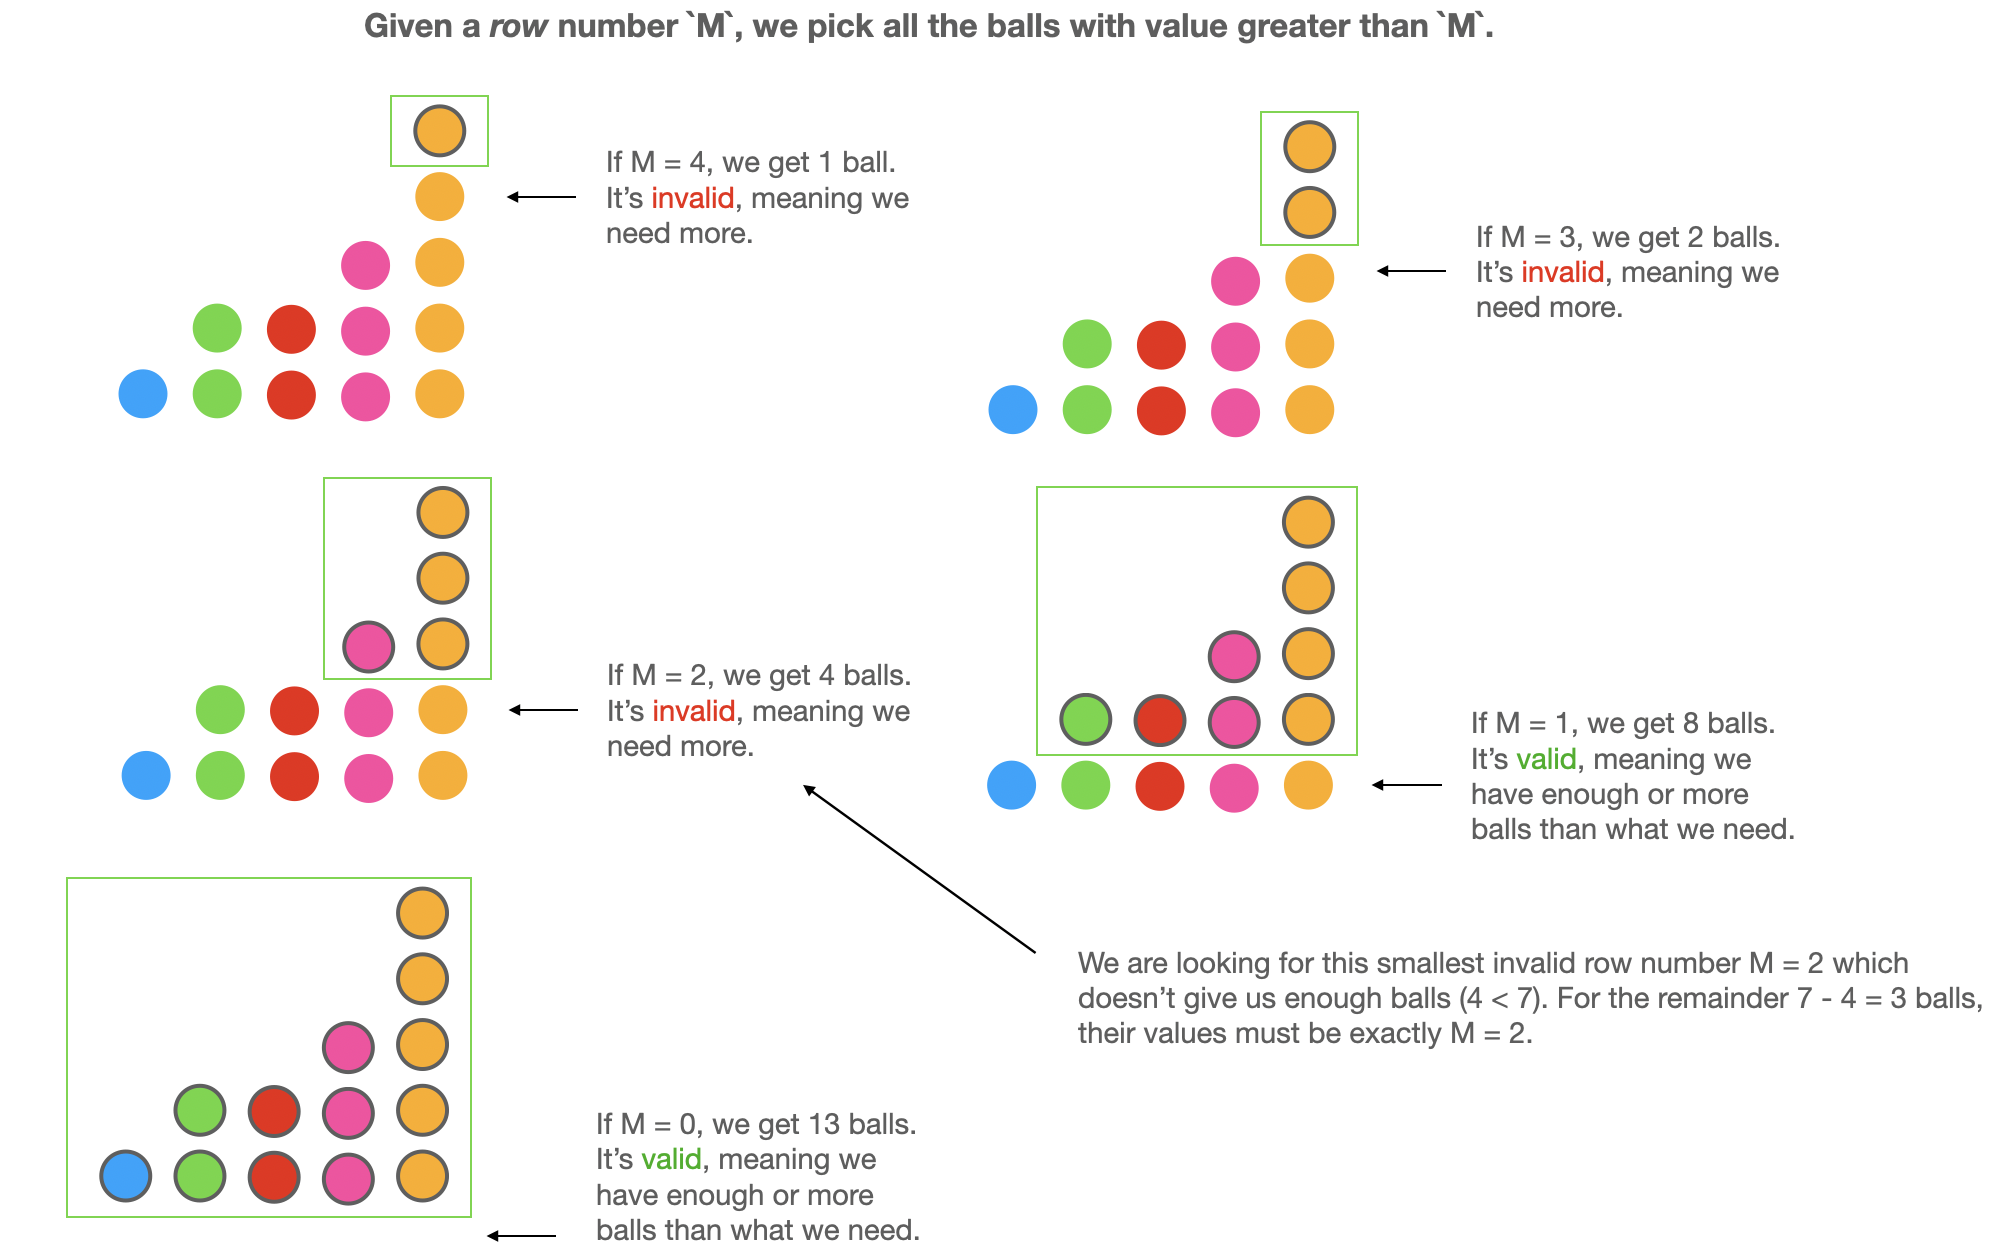 Given a row number `M`, we pick all the balls with value greater than `M`.
If M = 4, we get 1 ball.
It’s invalid, meaning we
need more.
If M = 3, we get 2 balls.
It’s invalid, meaning we
need more.
If M = 2, we get 4 balls.
It’s invalid, meaning we
need more.
If M = 1, we get 8 balls.
It’s valid, meaning we
have enough or more
balls than what we need.
We are looking for this smallest invalid row number M = 2 which
doesn’t give us enough balls (4 < 7). For the remainder 7 - 4 = 3 balls,
their values must be exactly M = 2.
If M = 0, we get 13 balls.
It’s valid, meaning we
have enough or more
balls than what we need.